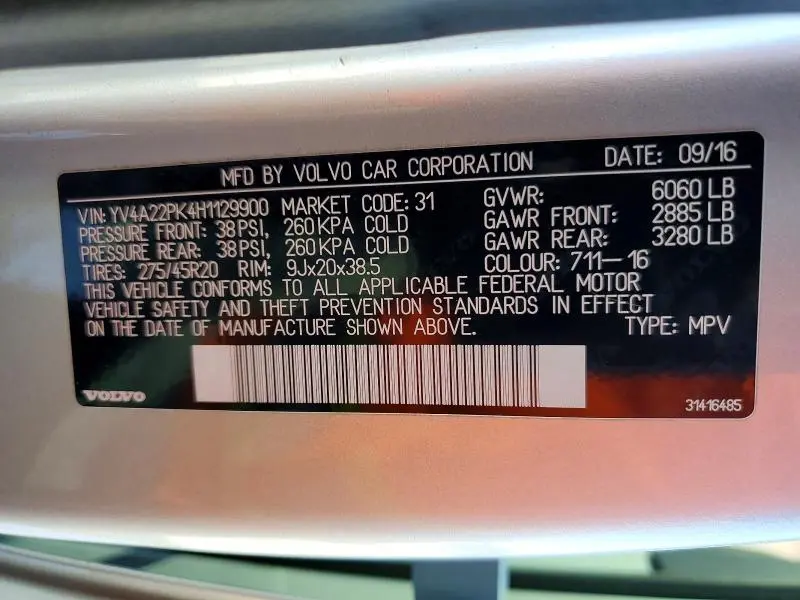 MFD BY VOLVO CAR CORPORATION DATE: 09/16
VIN: YV4A22PK4H1129900 MARKET CODE: 31 GVWR: 6060 LB
PRESSURE FRONT: 38PSI, 260KPA COLD GAWR FRONT: 2885 LB
PRESSURE REAR: 38PSI, 260KPA COLD GAWR REAR: 3280 LB
TIRES: 275/45R20 RIM: 9Jx20x38.5 COLOUR: 711-16
THIS VEHICLE CONFORMS TO ALL APPLICABLE FEDERAL MOTOR
VEHICLE SAFETY AND THEFT PREVENTION STANDARDS IN EFFECT
ON THE DATE OF MANUFACTURE SHOWN ABOVE. TYPE: MPV
VOLVO 31416485